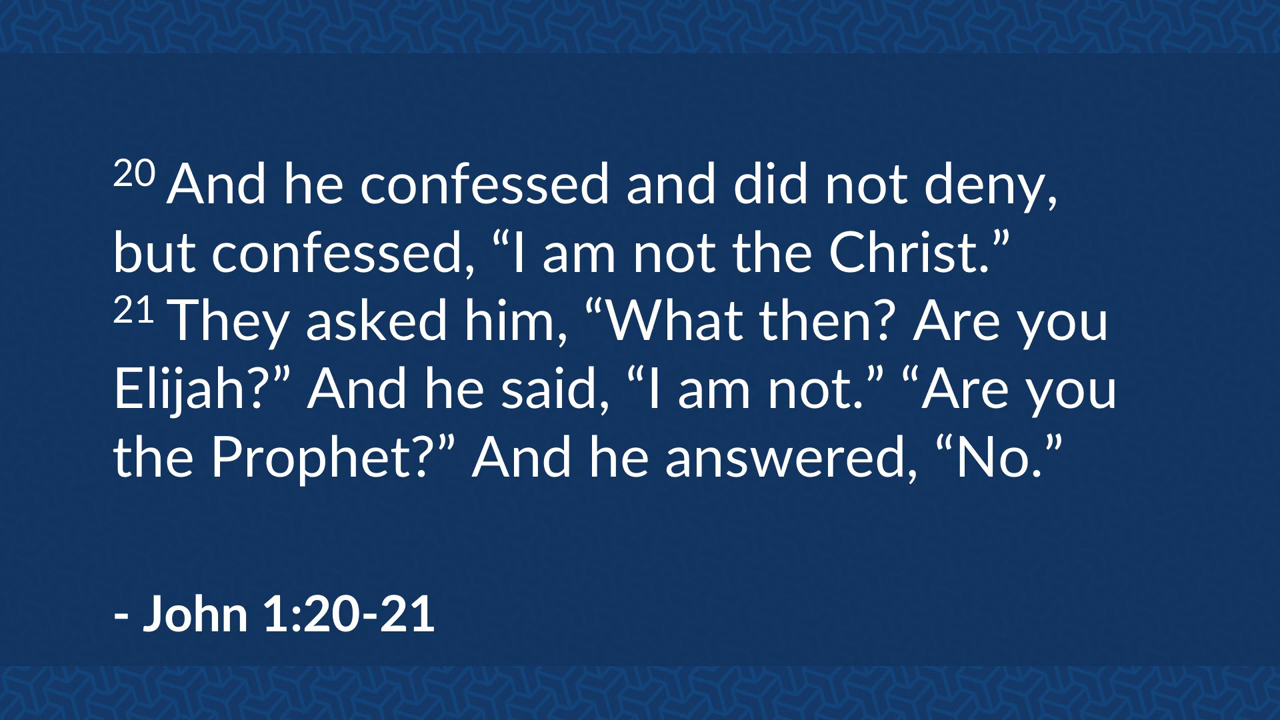 20 And he confessed and did not deny,
but confessed, “I am not the Christ.”
21 They asked him, “What then? Are you
Elijah?” And he said, “I am not.” “Are you
the Prophet?” And he answered, “No.”
- John 1:20-21